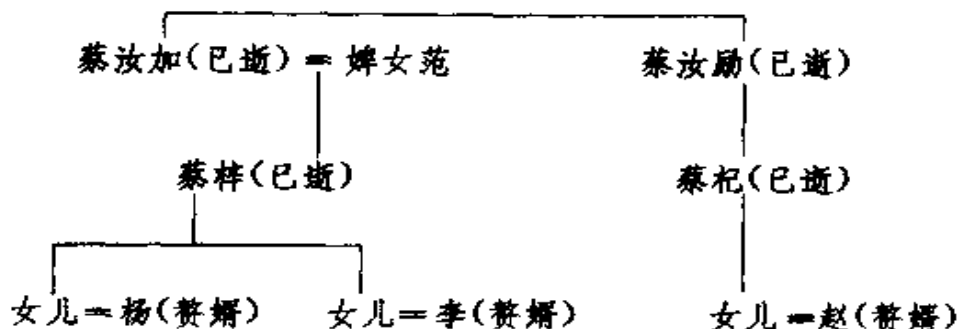 蔡汝加(已逝)=婢女范 蔡汝励(已逝)
蔡梓(已逝) 蔡杞(已逝)
女儿=杨(赘婿) 女儿=李(赘婿) 女儿=赵(赘婿)